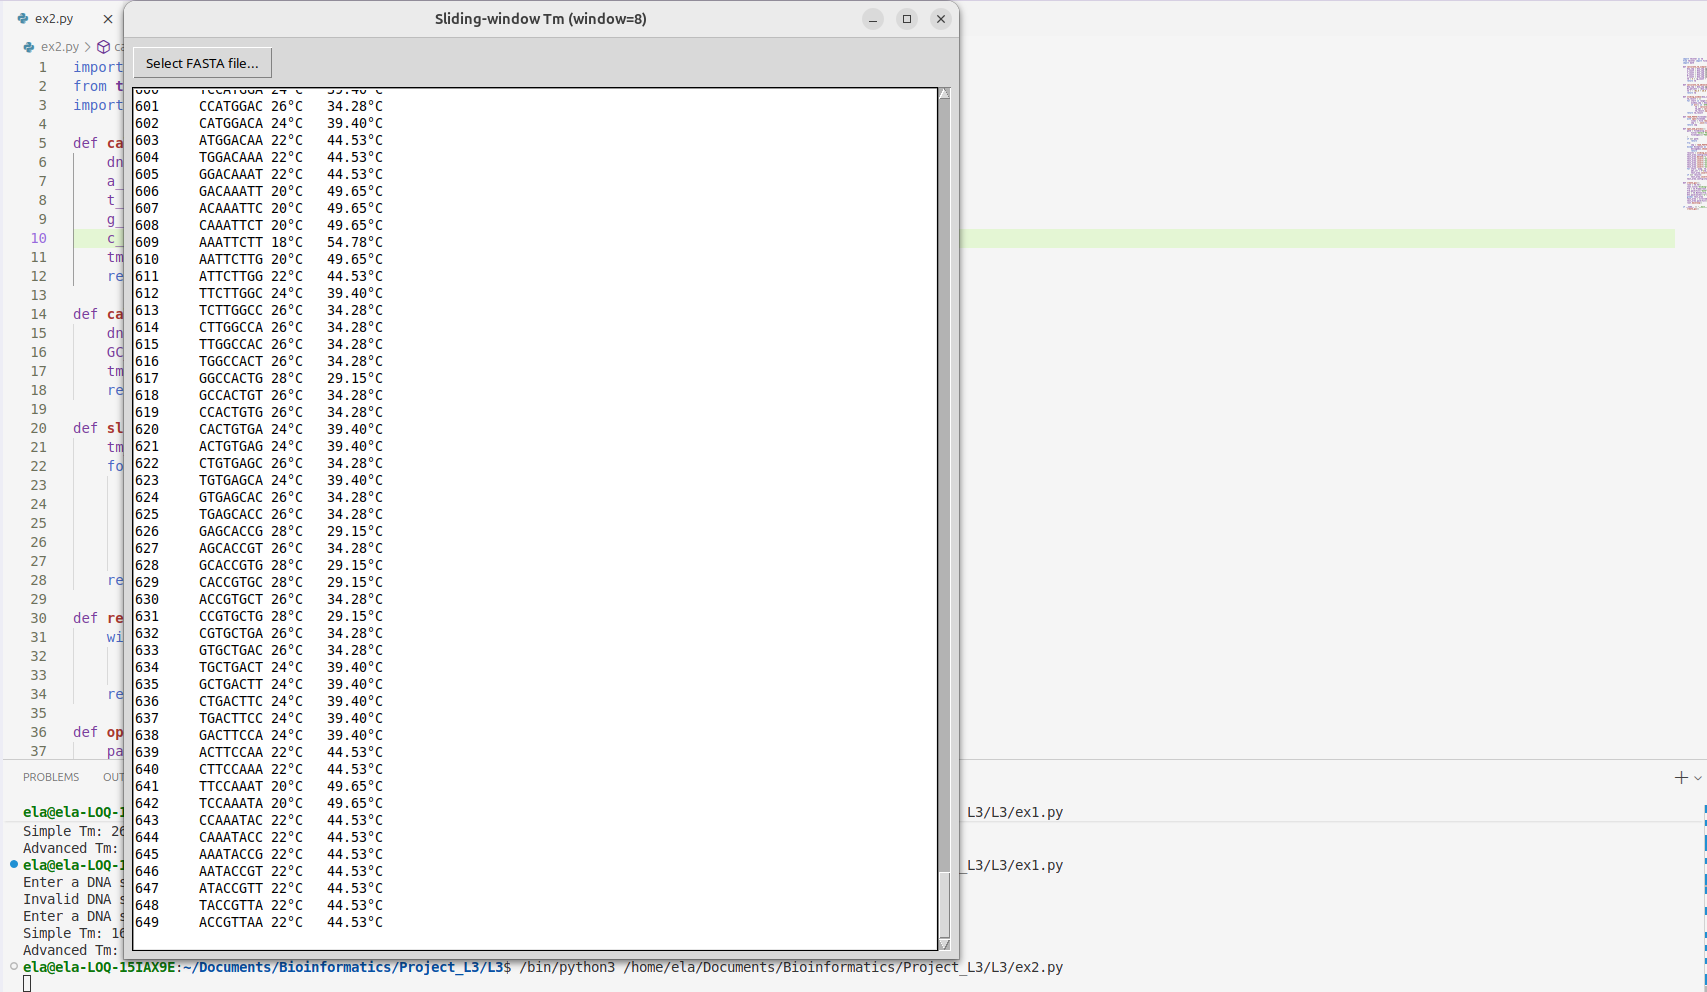 ex2.py
Sliding-window Tm (window=8)
ex2.py
Select FASTA file...
1 import
2 from t
3 import
4
5 def ca
6 dn
7 a_
8 t_
9 g_
10 c_
11 tm
12 re
13
14 def ca
15 dn
16 GC
17 tm
18 re
19
20 def sl
21 tm
22 fo
23
24
25
26
27
28 re
29
30 def re
31 wi
32
33
34 re
35
36 def op
37 pa
600 TCCATGGA 24°C 39.40°C
601 CCATGGAC 26°C 34.28°C
602 CATGGACA 24°C 39.40°C
603 ATGGACAA 22°C 44.53°C
604 TGGACAAA 22°C 44.53°C
605 GGACAAAT 22°C 44.53°C
606 GACAAATT 20°C 49.65°C
607 ACAAATTC 20°C 49.65°C
608 CAAATTCT 20°C 49.65°C
609 AAATTCTT 18°C 54.78°C
610 AATTCTTG 20°C 49.65°C
611 ATTCTTGG 22°C 44.53°C
612 TTCTTGGC 24°C 39.40°C
613 TCTTGGCC 26°C 34.28°C
614 CTTGGCCA 26°C 34.28°C
615 TTGGCCAC 26°C 34.28°C
616 TGGCCACT 26°C 34.28°C
617 GGCCACTG 28°C 29.15°C
618 GCCACTGT 26°C 34.28°C
619 CCACTGTG 26°C 34.28°C
620 CACTGTGA 24°C 39.40°C
621 ACTGTGAG 24°C 39.40°C
622 CTGTGAGC 26°C 34.28°C
623 TGTGAGCA 24°C 39.40°C
624 GTGAGCAC 26°C 34.28°C
625 TGAGCACC 26°C 34.28°C
626 GAGCACCG 28°C 29.15°C
627 AGCACCGT 26°C 34.28°C
628 GCACCGTG 28°C 29.15°C
629 CACCGTGC 28°C 29.15°C
630 ACCGTGCT 26°C 34.28°C
631 CCGTGCTG 28°C 29.15°C
632 CGTGCTGA 26°C 34.28°C
633 GTGCTGAC 26°C 34.28°C
634 TGCTGACT 24°C 39.40°C
635 GCTGACTT 24°C 39.40°C
636 CTGACTTC 24°C 39.40°C
637 TGACTTCC 24°C 39.40°C
638 GACTTCCA 24°C 39.40°C
639 ACTTCCAA 22°C 44.53°C
640 CTTCCAAA 22°C 44.53°C
641 TTCCAAAT 20°C 49.65°C
642 TCCAAATA 20°C 49.65°C
643 CCAAATAC 22°C 44.53°C
644 CAAATACC 22°C 44.53°C
645 AAATACCG 22°C 44.53°C
646 AATACCGT 22°C 44.53°C
647 ATACCGTT 22°C 44.53°C
648 TACCGTTA 22°C 44.53°C
649 ACCGTTAA 22°C 44.53°C
PROBLEMS OUT
ela@ela-LOQ-1 _L3/L3/ex1.py
Simple Tm: 26
Advanced Tm:
ela@ela-LOQ-1 _L3/L3/ex1.py
Enter a DNA s
Invalid DNA s
Enter a DNA s
Simple Tm: 16
Advanced Tm:
ela@ela-LOQ-15IAX9E:~/Documents/Bioinformatics/Project_L3/L3$ /bin/python3 /home/ela/Documents/Bioinformatics/Project_L3/L3/ex2.py